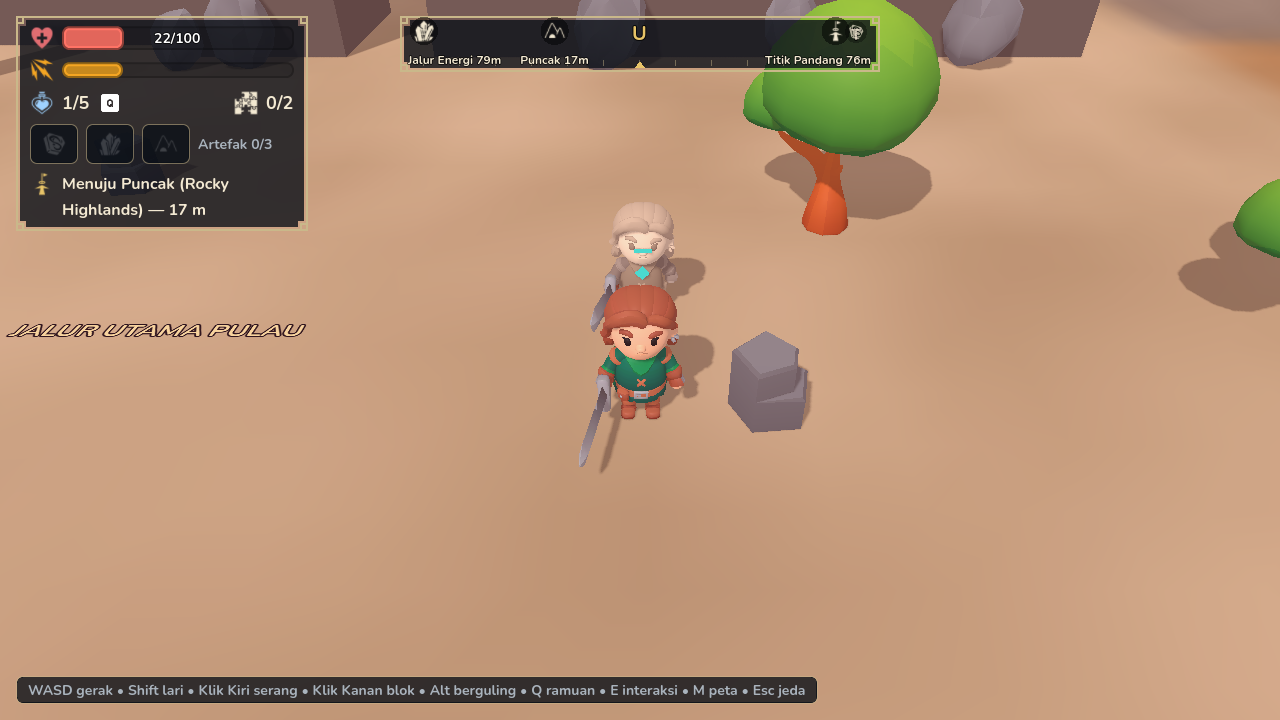 22/100
1/5 Q 0/2
Artefak 0/3
Menuju Puncak (Rocky
Highlands) — 17 m
U
Jalur Energi 79m Puncak 17m Titik Pandang 76m
JALUR UTAMA PULAU
WASD gerak • Shift lari • Klik Kiri serang • Klik Kanan blok • Alt berguling • Q ramuan • E interaksi • M peta • Esc jeda